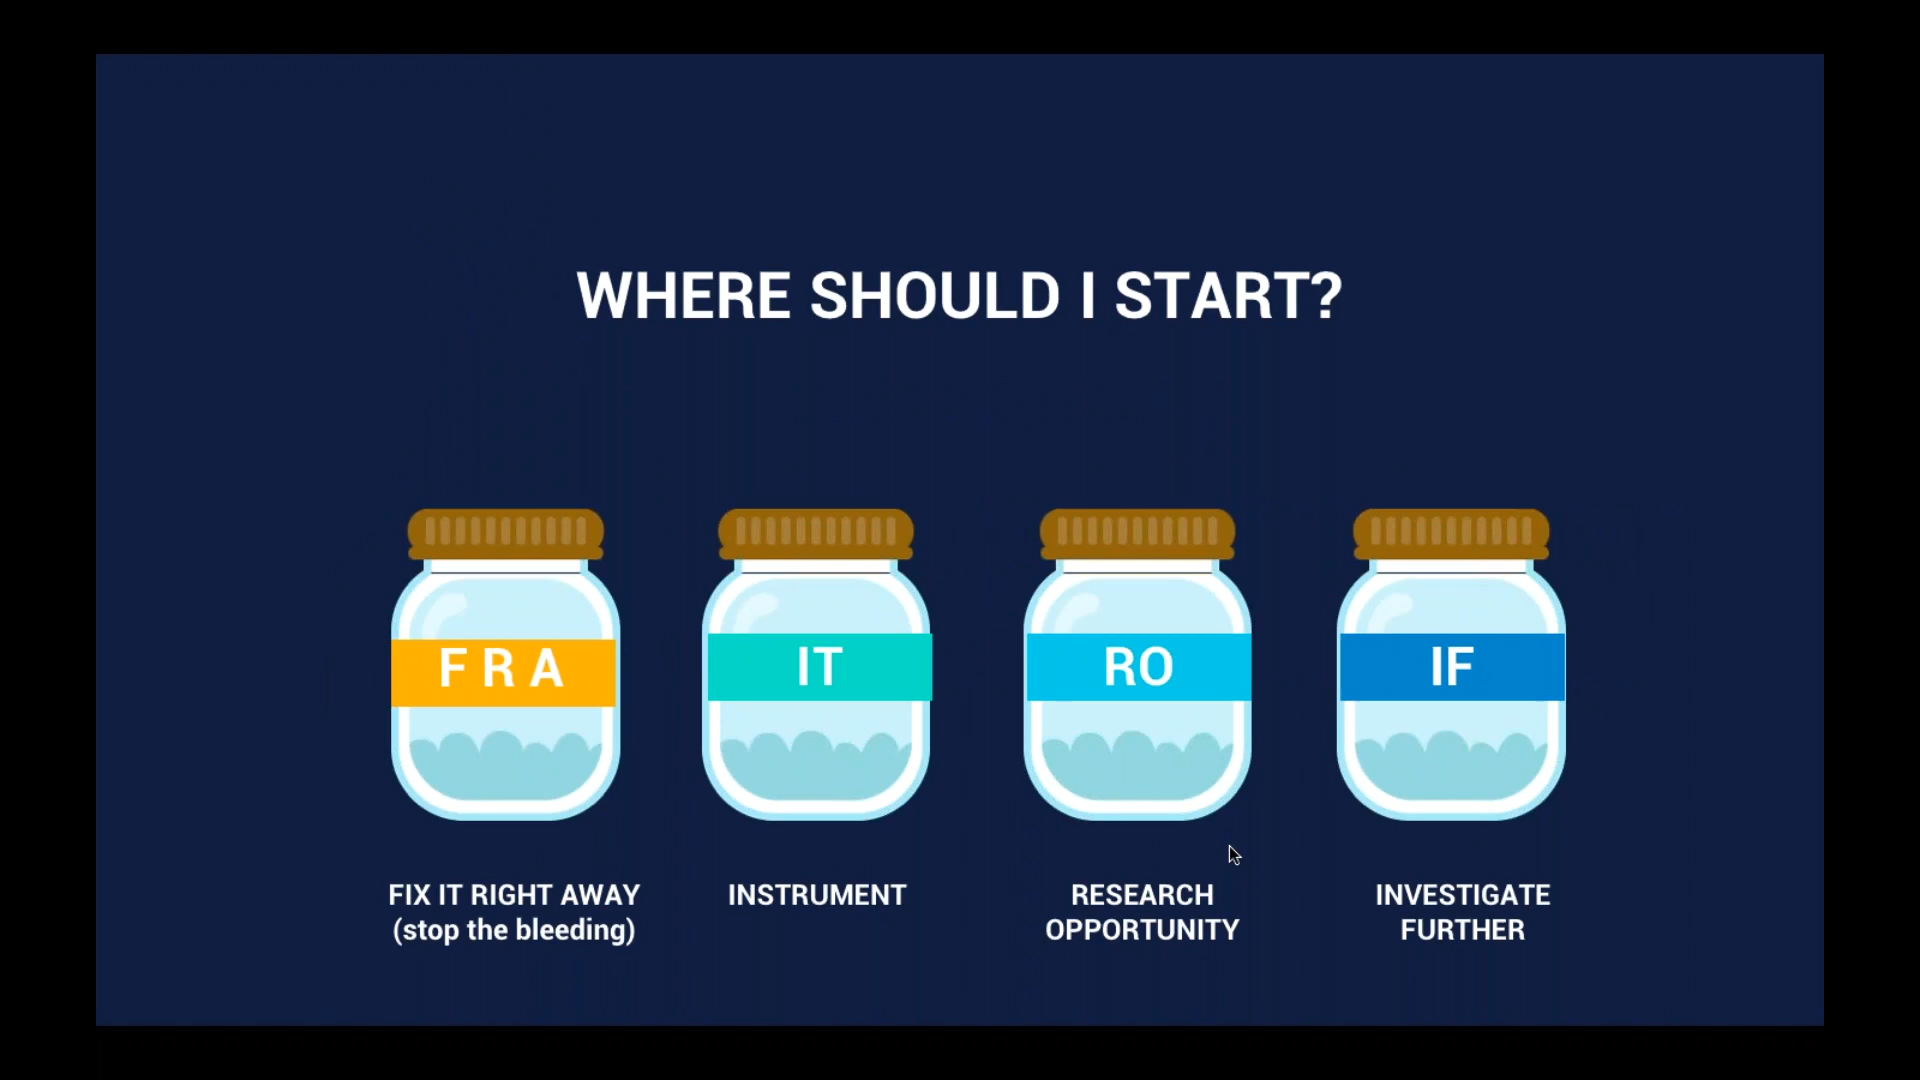 WHERE SHOULD I START?
F R A
IT
RO
IF
FIX IT RIGHT AWAY
(stop the bleeding)
INSTRUMENT
RESEARCH
OPPORTUNITY
INVESTIGATE
FURTHER